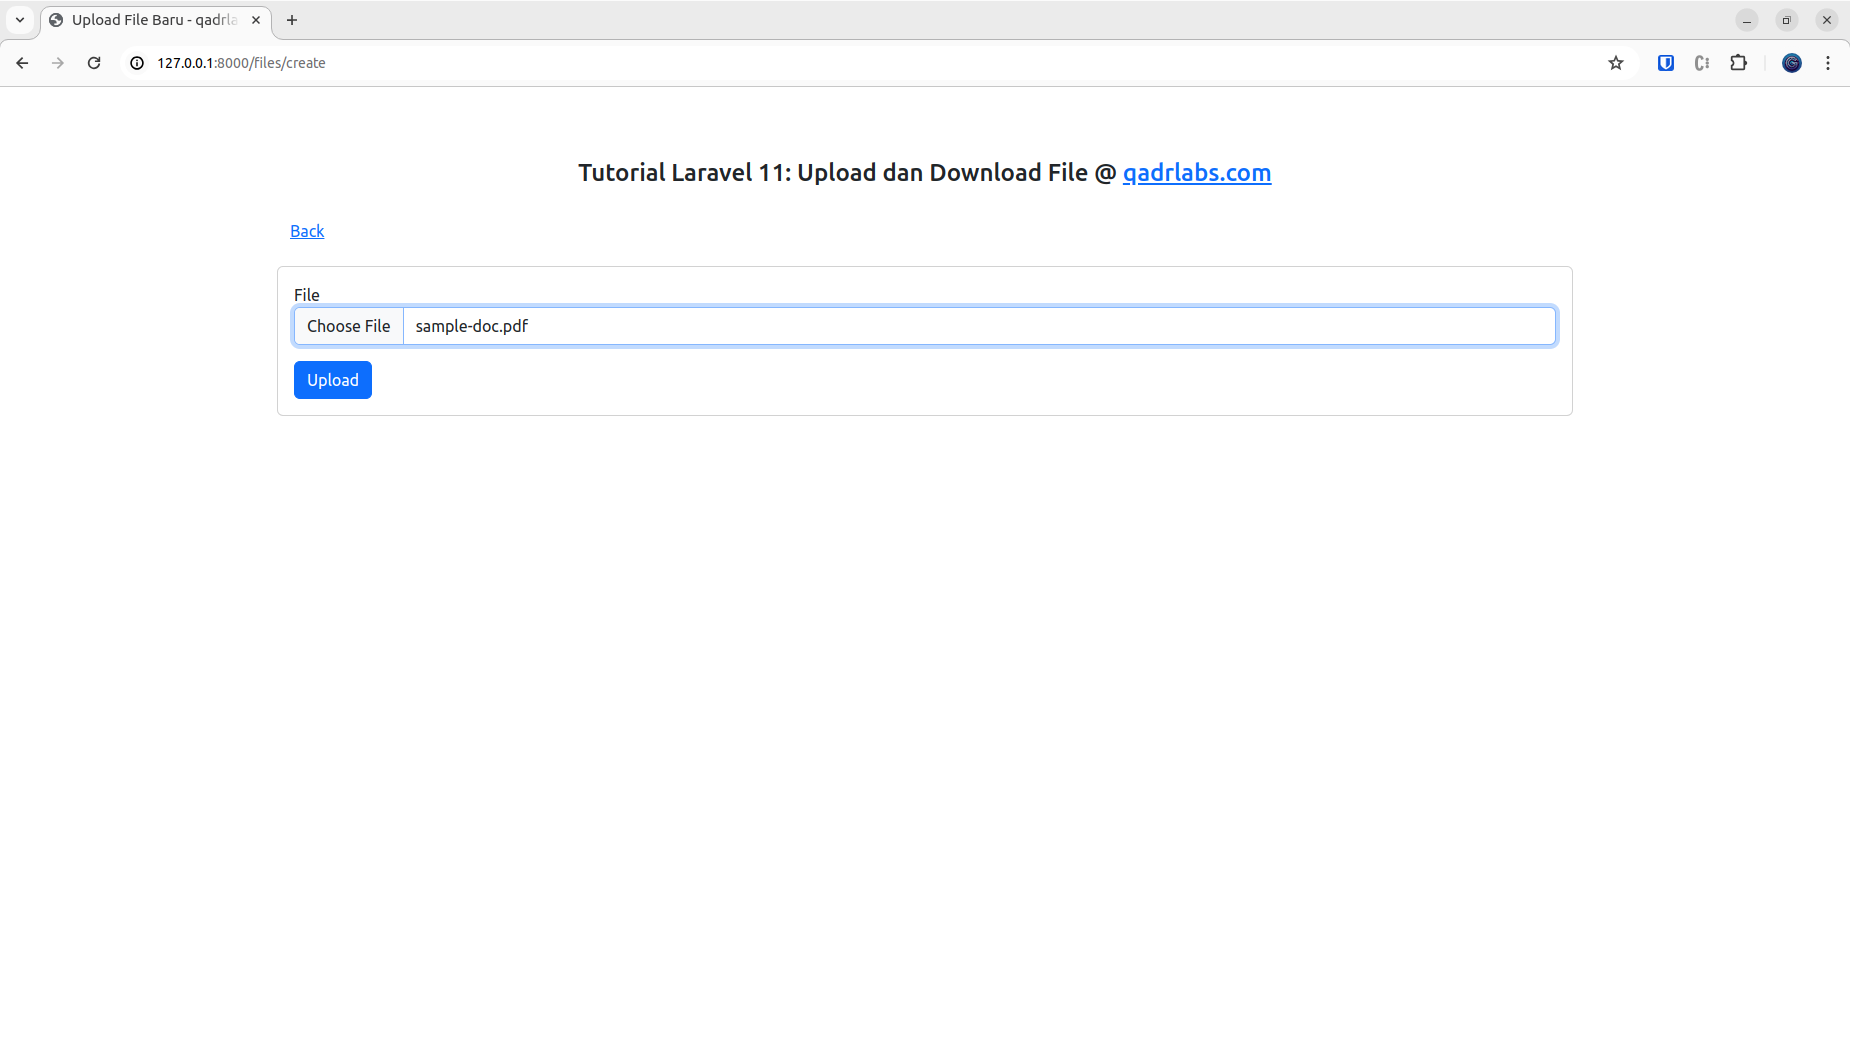 Upload File Baru - qadrla
127.0.0.1:8000/files/create
Tutorial Laravel 11: Upload dan Download File @ qadrlabs.com
Back
File
Choose File sample-doc.pdf
Upload